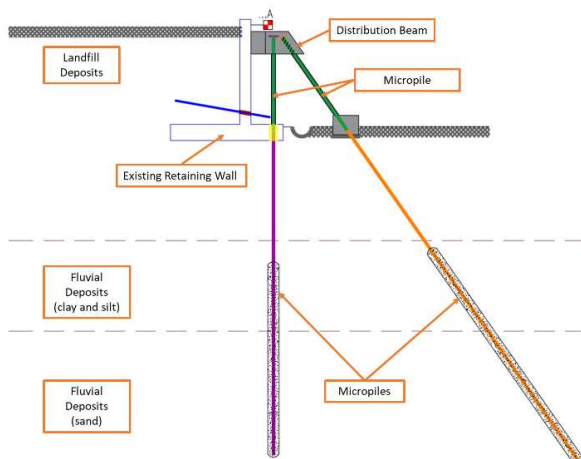 A
Distribution Beam
Landfill
Deposits
Micropile
Existing Retaining Wall
Fluvial
Deposits
(clay and silt)
Micropiles
Fluvial
Deposits
(sand)